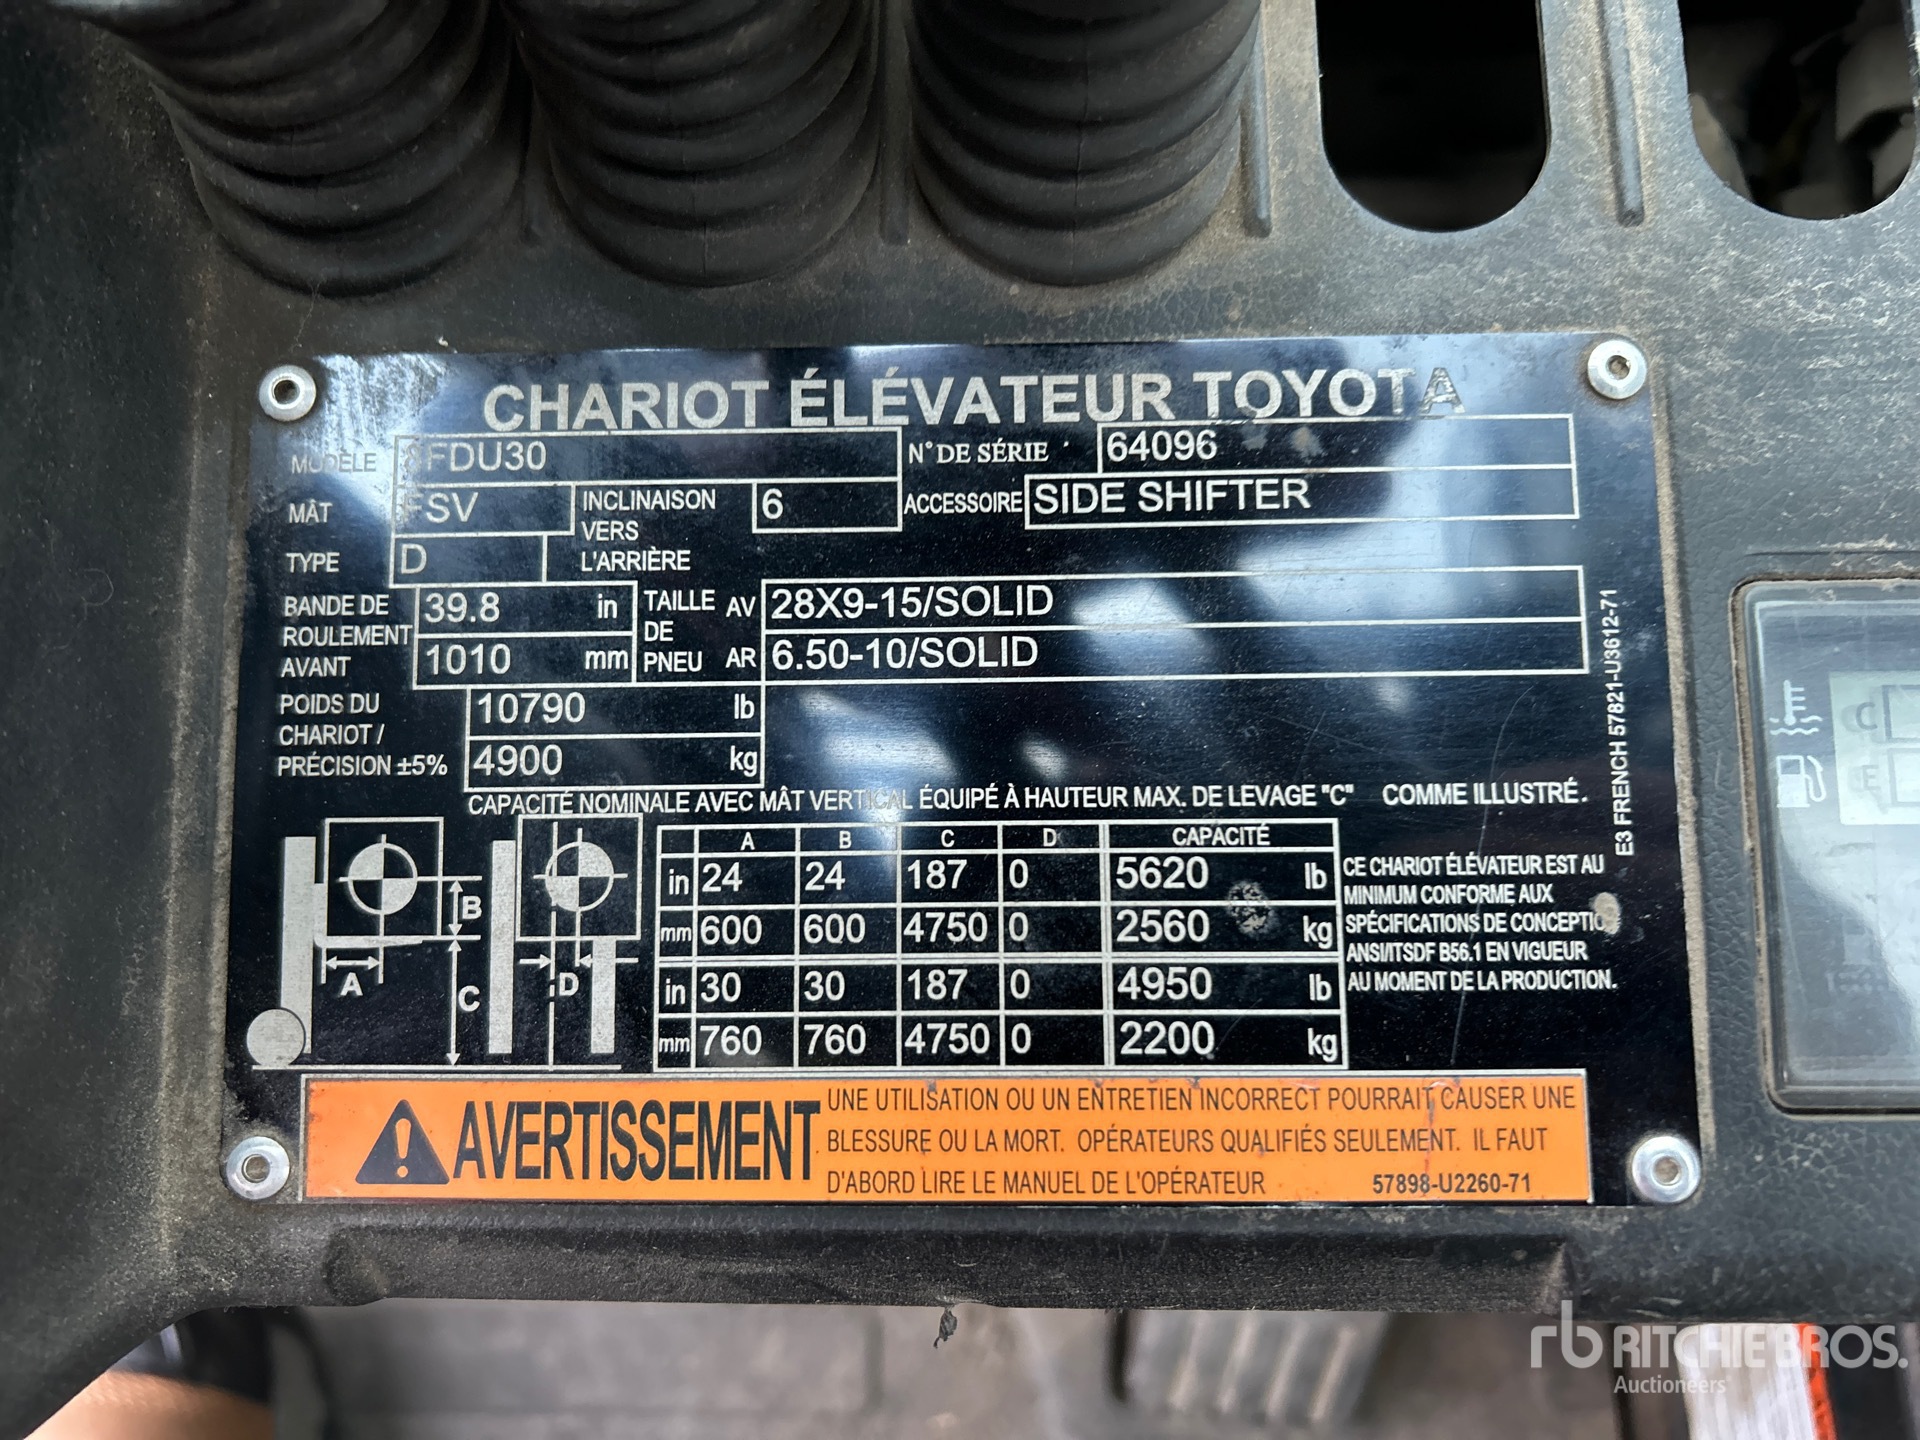 CHARIOT ÉLÉVATEUR TOYOTA
MODÈLE 8FDU30 N° DE SÉRIE 64096
MÂT FSV INCLINAISON VERS L'ARRIÈRE 6 ACCESSOIRE SIDE SHIFTER
TYPE D
BANDE DE ROULEMENT AVANT 39.8 in
1010 mm
TAILLE DE PNEU AV 28X9-15/SOLID
AR 6.50-10/SOLID
POIDS DU CHARIOT / PRÉCISION ±5% 10790 lb
4900 kg
CAPACITÉ NOMINALE AVEC MÂT VERTICAL ÉQUIPÉ À HAUTEUR MAX. DE LEVAGE "C" COMME ILLUSTRÉ.
A B C D CAPACITÉ
in 24 24 187 0 5620 lb
mm 600 600 4750 0 2560 kg
in 30 30 187 0 4950 lb
mm 760 760 4750 0 2200 kg
B
A
C
D
CE CHARIOT ÉLÉVATEUR EST AU
MINIMUM CONFORME AUX
SPÉCIFICATIONS DE CONCEPTIO
ANSI/ITSDF B56.1 EN VIGUEUR
AU MOMENT DE LA PRODUCTION.
E3 FRENCH 57821-U3612-71
AVERTISSEMENT
UNE UTILISATION OU UN ENTRETIEN INCORRECT POURRAIT CAUSER UNE
BLESSURE OU LA MORT. OPÉRATEURS QUALIFIÉS SEULEMENT. IL FAUT
D'ABORD LIRE LE MANUEL DE L'OPÉRATEUR 57898-U2260-71
C
E
rb RITCHIE BROS.
Auctioneers